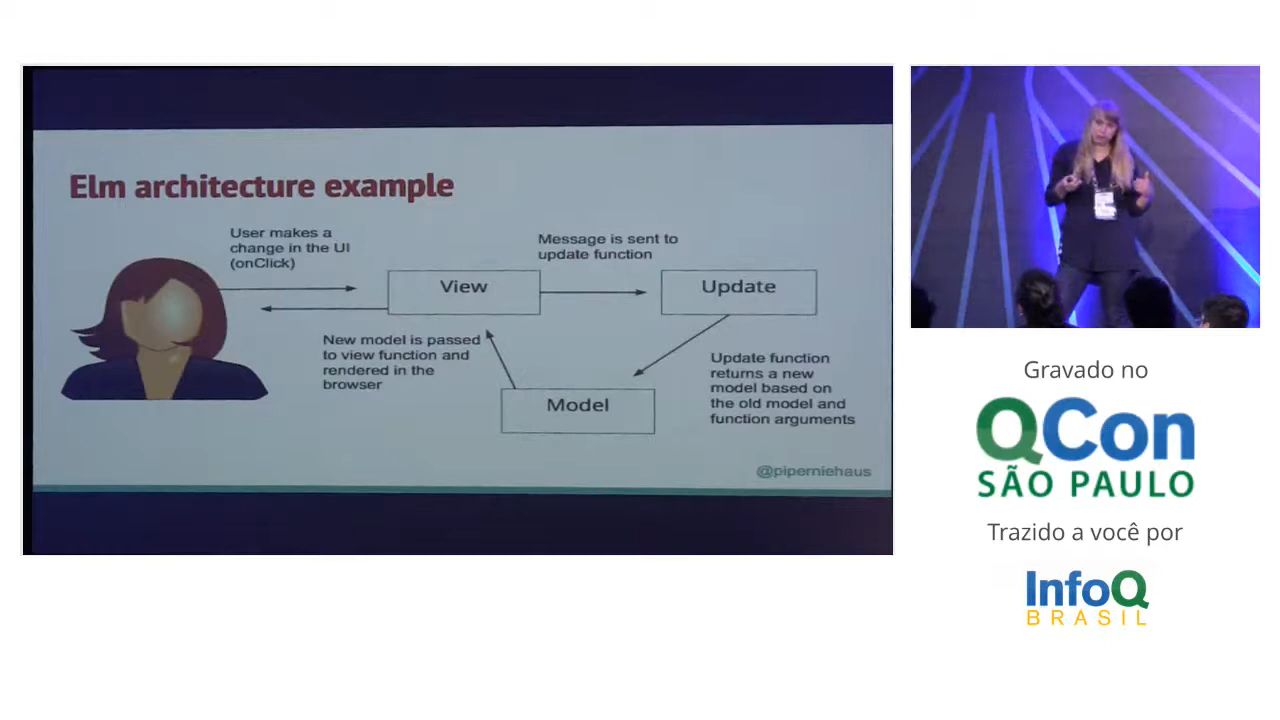 Elm architecture example
User makes a
change in the UI
(onClick)
Message is sent to
update function
View
Update
New model is passed
to view function and
rendered in the
browser
Update function
returns a new
model based on
the old model and
function arguments
Model
@piperniehaus
Gravado no
QCon
SÃO PAULO
Trazido a você por
InfoQ
BRASIL